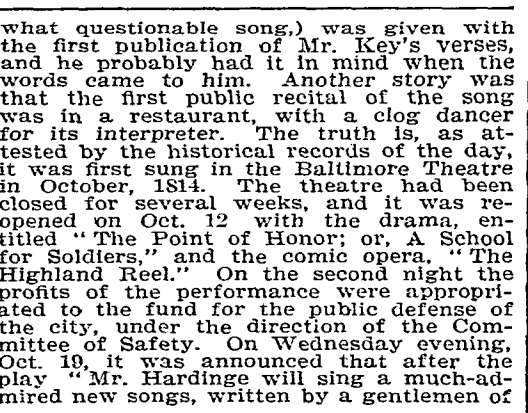 what questionable song,) was given with
the first publication of Mr. Key's verses,
and he probably had it in mind when the
words came to him. Another story was
that the first public recital of the song
was in a restaurant, with a clog dancer
for its interpreter. The truth is, as at-
tested by the historical records of the day,
it was first sung in the Baltimore Theatre
in October, 1814. The theatre had been
closed for several weeks, and it was re-
opened on Oct. 12 with the drama, en-
titled "The Point of Honor; or, A School
for Soldiers," and the comic opera, "The
Highland Reel." On the second night the
profits of the performance were appropri-
ated to the fund for the public defense of
the city, under the direction of the Com-
mittee of Safety. On Wednesday evening,
Oct. 19, it was announced that after the
play "Mr. Hardinge will sing a much-ad-
mired new songs, written by a gentlemen of